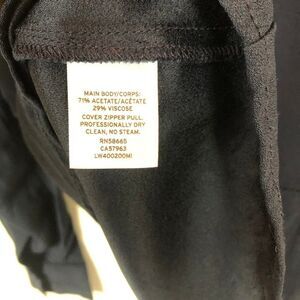 MAIN BODY/CORPS:
71% ACETATE/ACÉTATE
29% VISCOSE
COVER ZIPPER PULL.
PROFESSIONALLY DRY
CLEAN, NO STEAM.
RN58665
CA57963
LW400200MI